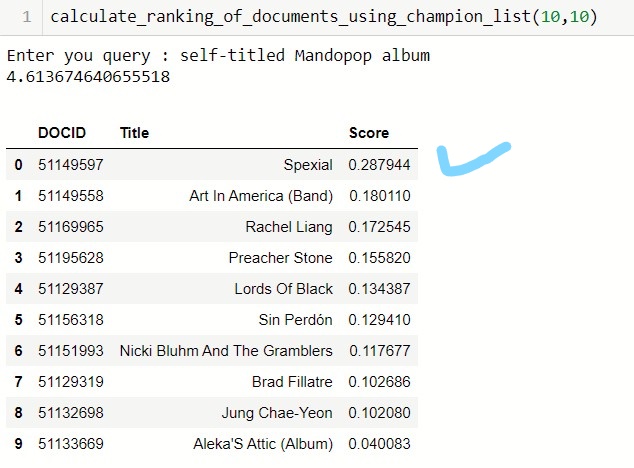 1 calculate_ranking_of_documents_using_champion_list(10,10)
Enter you query : self-titled Mandopop album
4.613674640655518
DOCID Title Score
0 51149597 Spexial 0.287944
1 51149558 Art In America (Band) 0.180110
2 51169965 Rachel Liang 0.172545
3 51195628 Preacher Stone 0.155820
4 51129387 Lords Of Black 0.134387
5 51156318 Sin Perdón 0.129410
6 51151993 Nicki Bluhm And The Gramblers 0.117677
7 51129319 Brad Fillatre 0.102686
8 51132698 Jung Chae-Yeon 0.102080
9 51133669 Aleka'S Attic (Album) 0.040083